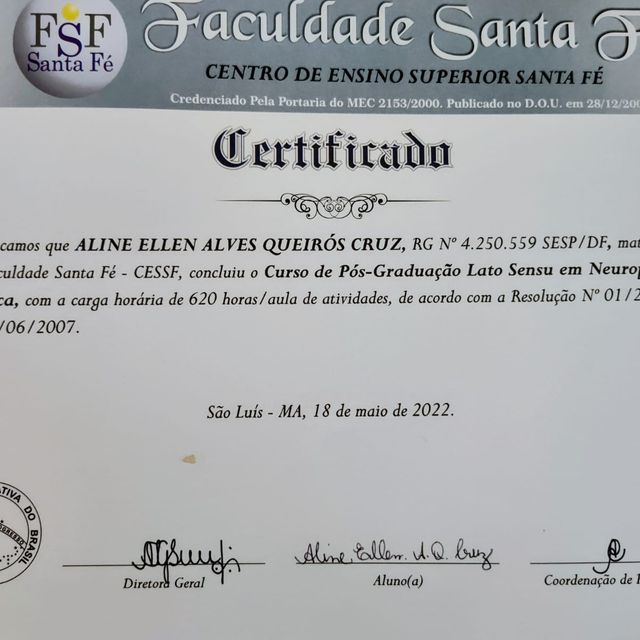 FSF
Santa Fé
Faculdade Santa F
CENTRO DE ENSINO SUPERIOR SANTA FÉ
Credenciado Pela Portaria do MEC 2153/2000. Publicado no D.O.U. em 28/12/200
Certificado
camos que ALINE ELLEN ALVES QUEIRÓS CRUZ, RG Nº 4.250.559 SESP/DF, mat
culdade Santa Fé - CESSF, concluiu o Curso de Pós-Graduação Lato Sensu em Neurop
ca, com a carga horária de 620 horas/aula de atividades, de acordo com a Resolução Nº 01/2
/06/2007.
São Luís - MA, 18 de maio de 2022.
ATIVA DO BRASIL
Aline Ellen A. Q. Cruz
Diretora Geral
Aluno(a)
Coordenação de